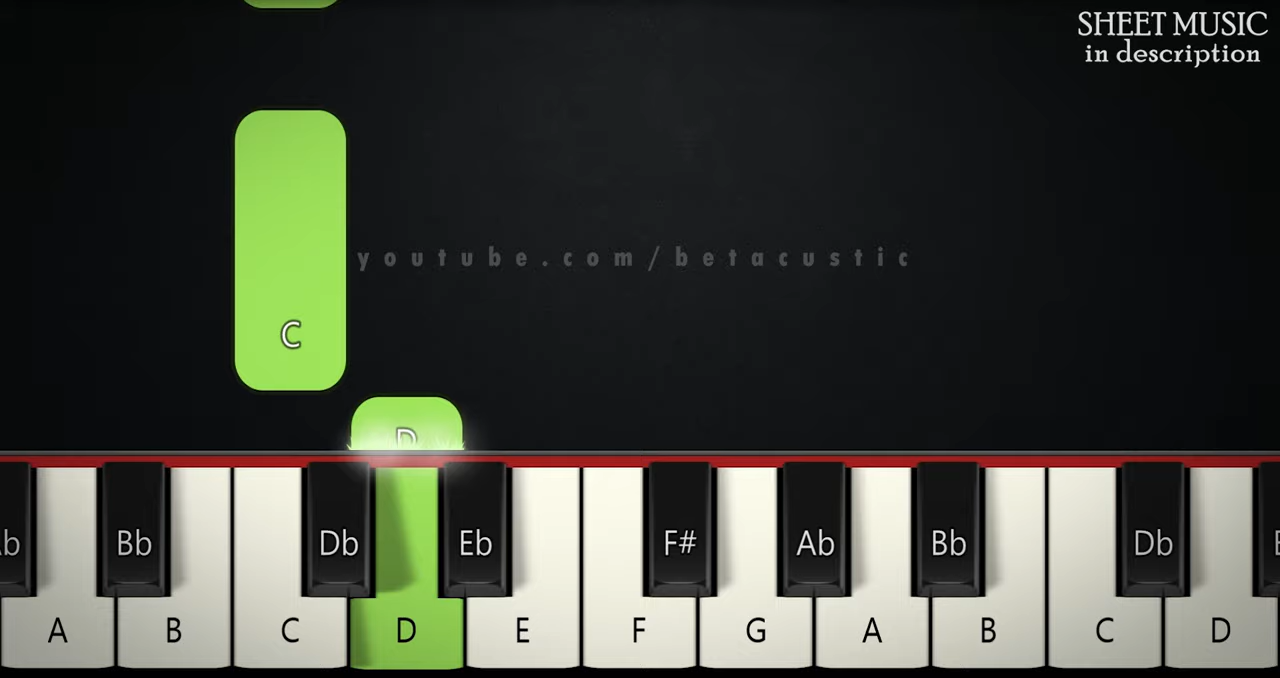 SHEET MUSIC
in description
youtube.com/betacustic
C
D
Bb Db Eb F# Ab Bb Db
A B C D E F G A B C D